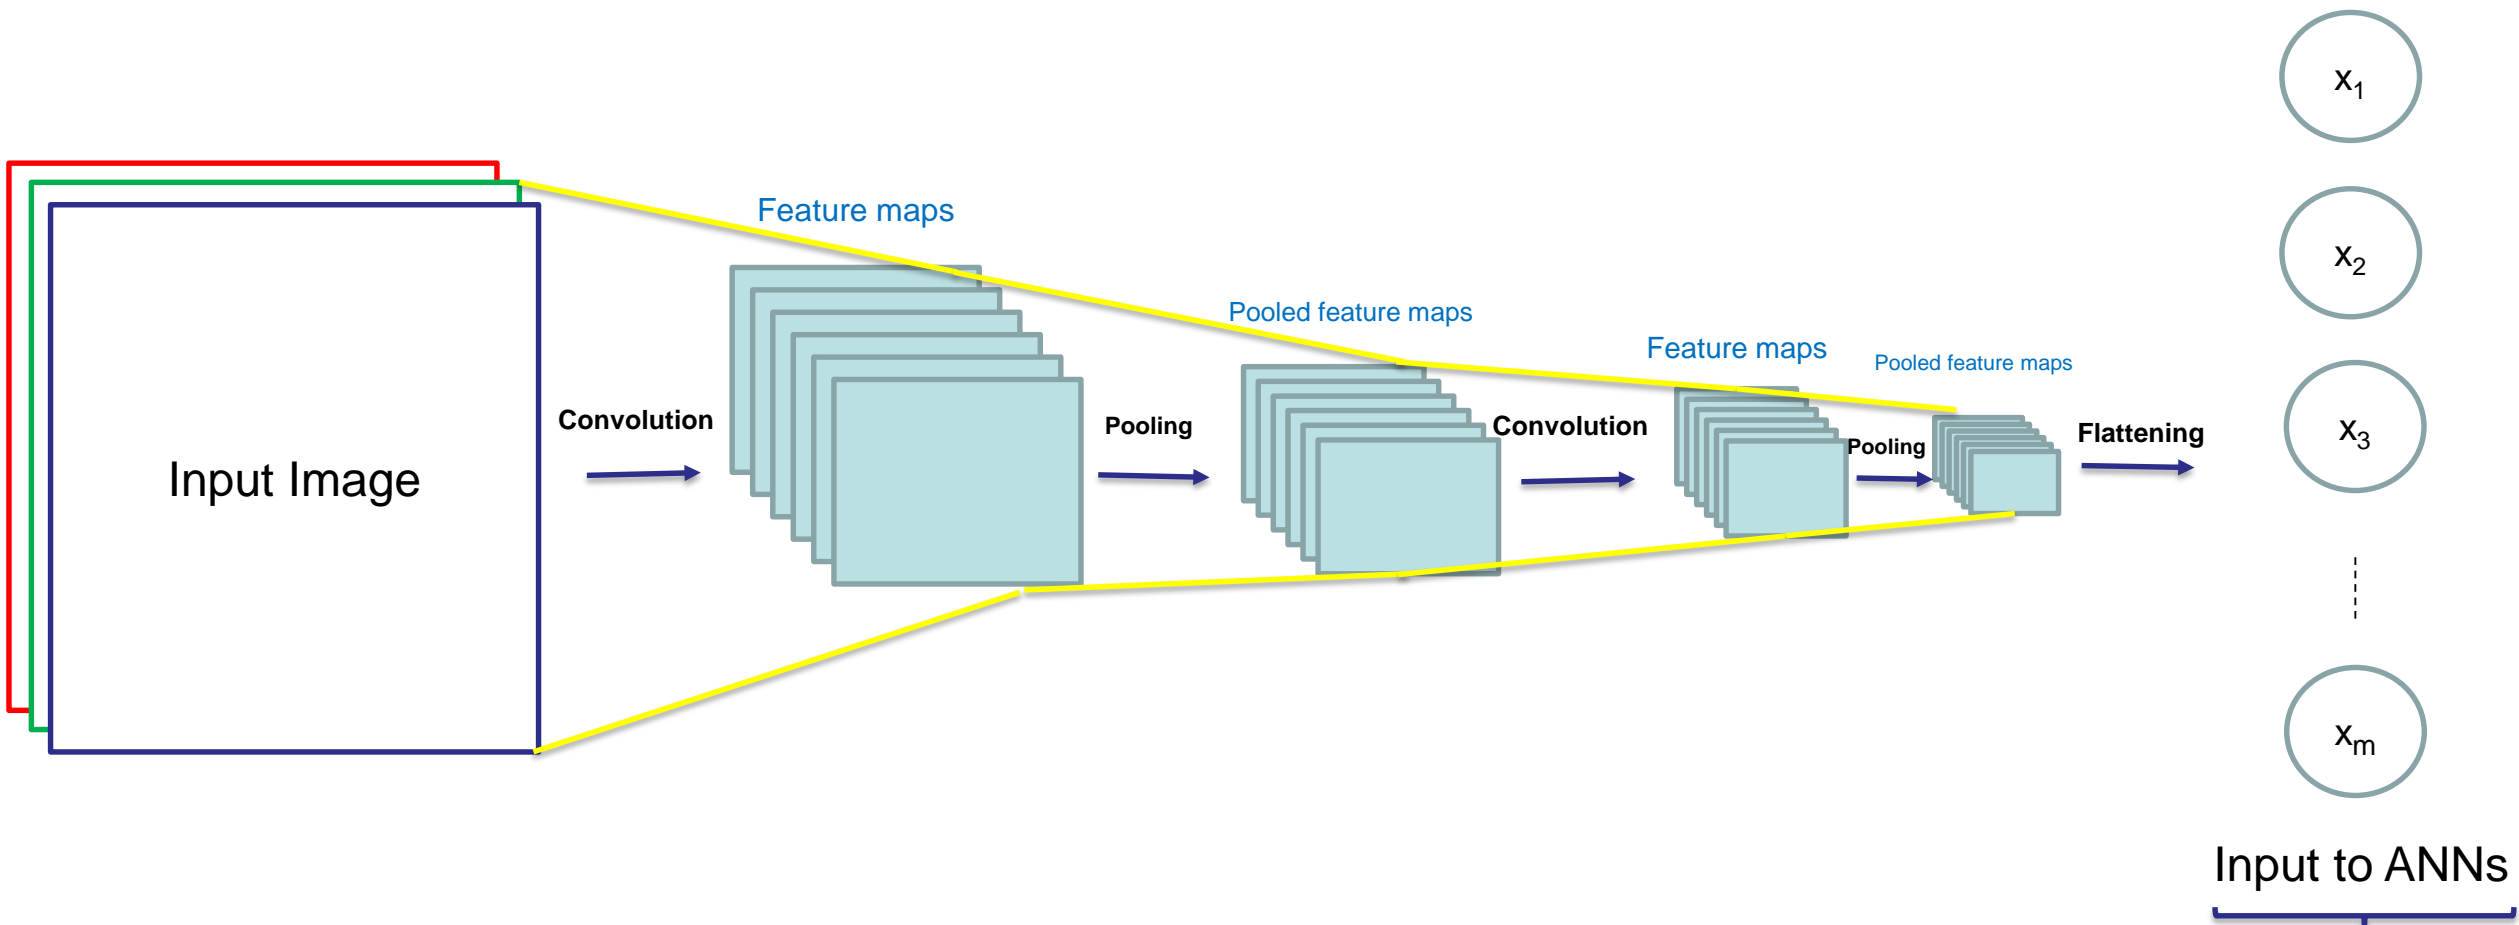 Input Image
Convolution
Feature maps
Pooling
Pooled feature maps
Convolution
Feature maps
Pooling
Pooled feature maps
Flattening
x₁
x₂
x₃
xₘ
Input to ANNs